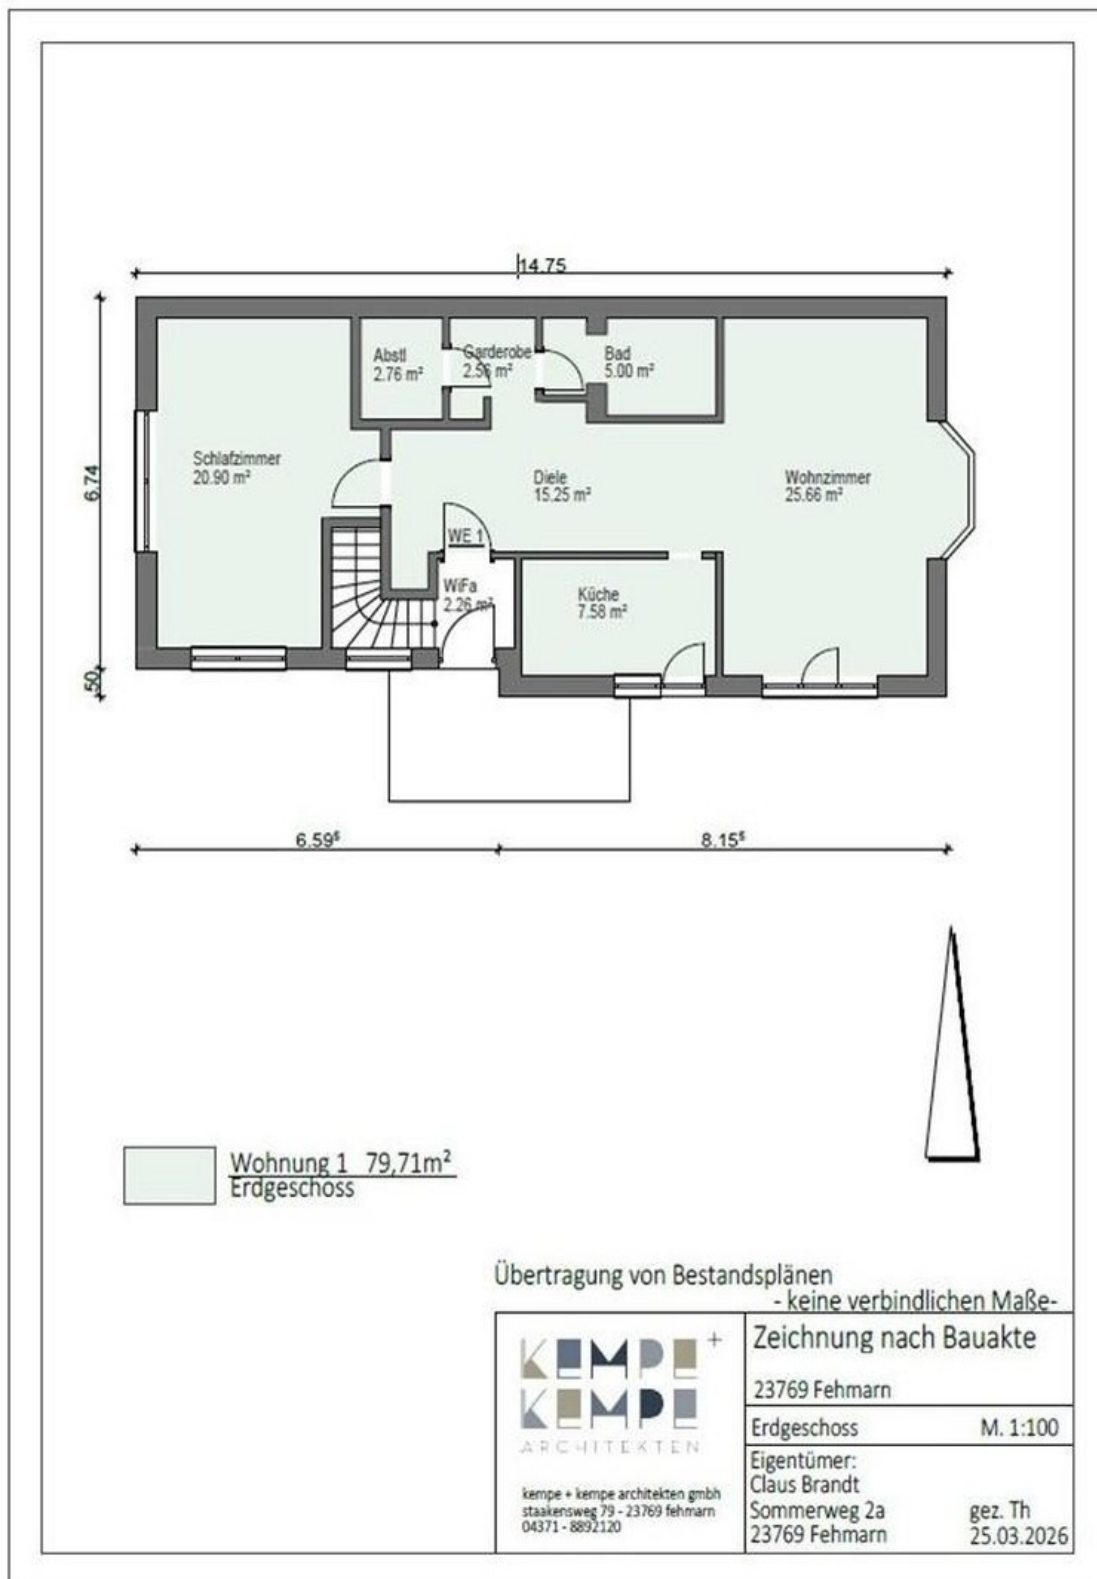 14.75
6.74
.50
Abstl
2.76 m²
Garderobe
2.56 m²
Bad
5.00 m²
Schlafzimmer
20.90 m²
Diele
15.25 m²
Wohnzimmer
25.66 m²
WE 1
WiFa
2.26 m²
Küche
7.58 m²
6.59⁵
8.15⁵
Wohnung 1 79,71m²
Erdgeschoss
Übertragung von Bestandsplänen
- keine verbindlichen Maße-
KEMPE +
KEMPE
ARCHITEKTEN
kempe + kempe architekten gmbh
staakensweg 79 - 23769 fehmarn
04371 - 8892120
Zeichnung nach Bauakte
23769 Fehmarn
Erdgeschoss M. 1:100
Eigentümer:
Claus Brandt
Sommerweg 2a gez. Th
23769 Fehmarn 25.03.2026